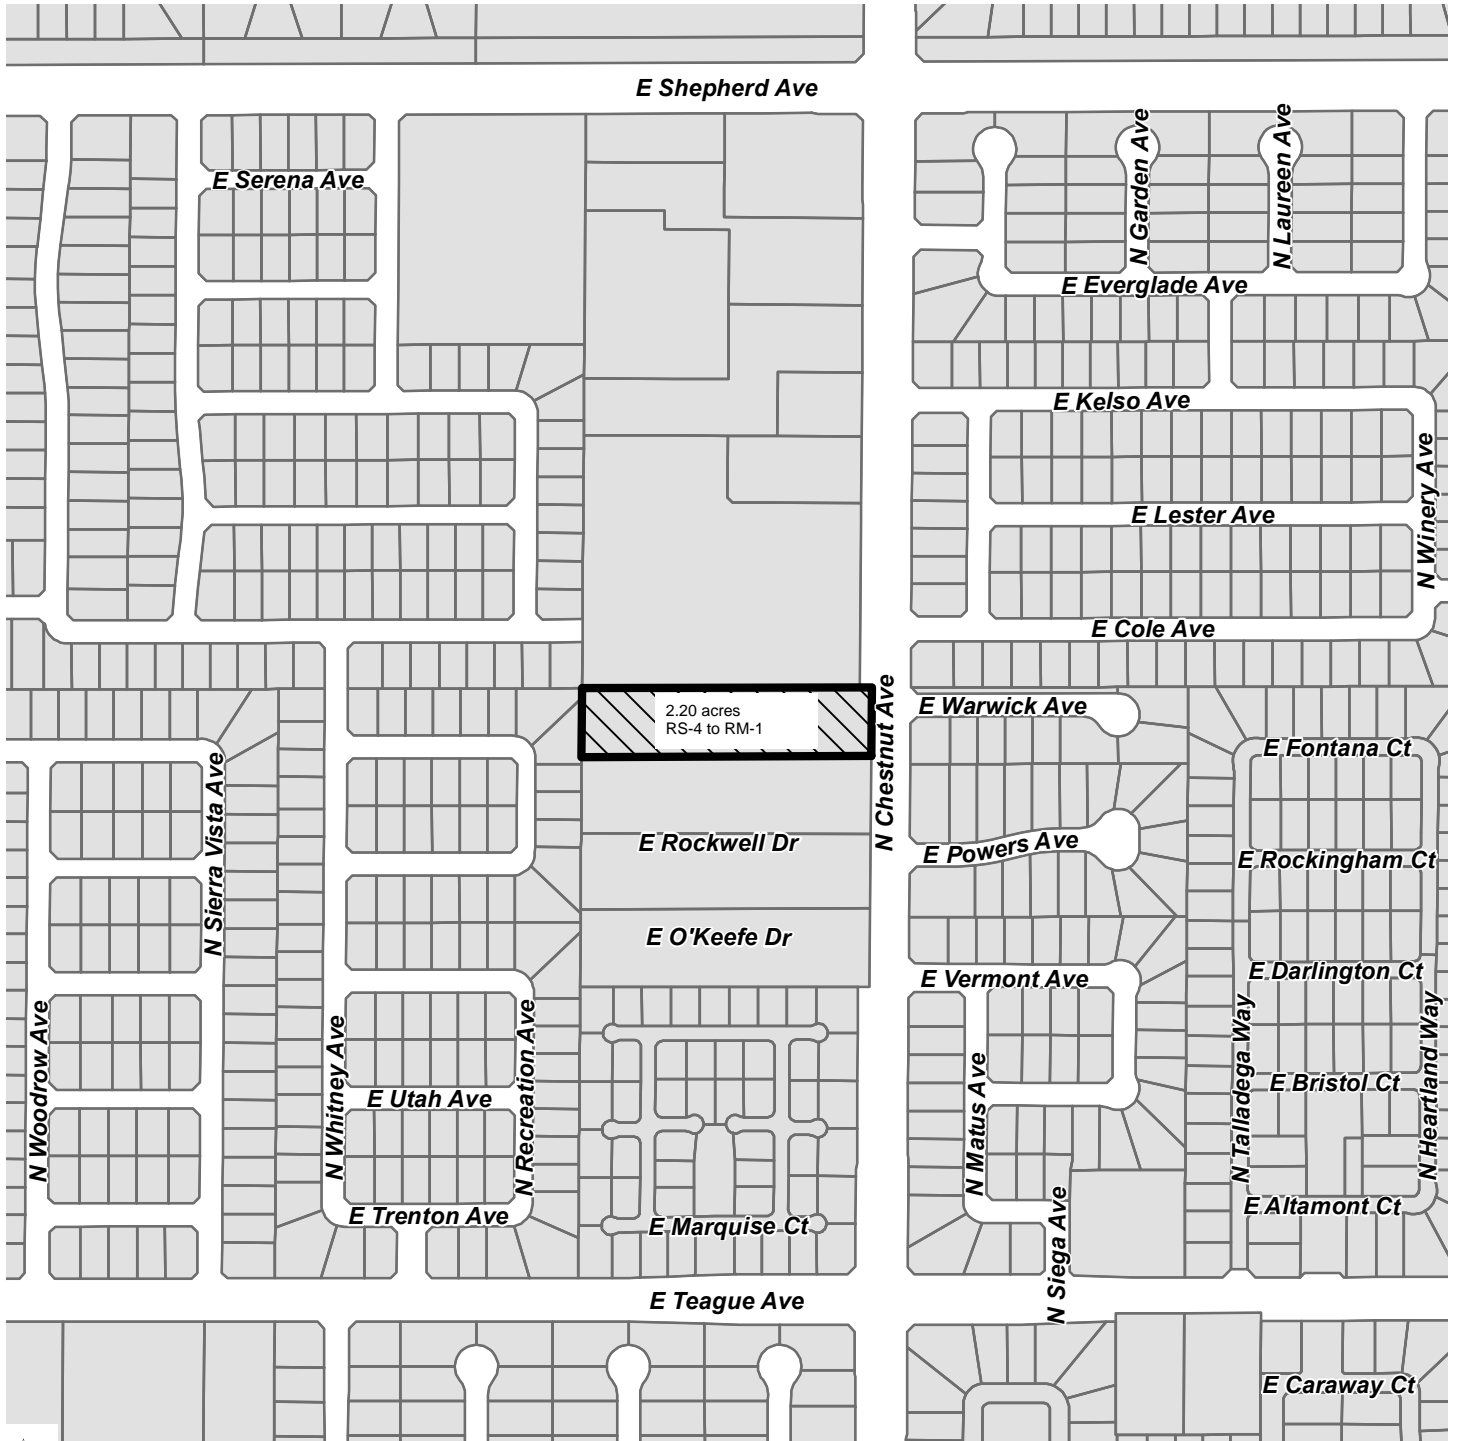 E Shepherd Ave
E Serena Ave
N Garden Ave
N Laureen Ave
E Everglade Ave
E Kelso Ave
N Winery Ave
E Lester Ave
E Cole Ave
2.20 acres
RS-4 to RM-1
N Chestnut Ave
E Warwick Ave
E Fontana Ct
N Sierra Vista Ave
E Rockwell Dr
E Powers Ave
E Rockingham Ct
E O'Keefe Dr
E Vermont Ave
E Darlington Ct
N Woodrow Ave
N Whitney Ave
N Recreation Ave
N Matus Ave
N Talladega Way
N Heartland Way
E Bristol Ct
E Utah Ave
E Trenton Ave
E Marquise Ct
N Siega Ave
E Altamont Ct
E Teague Ave
E Caraway Ct